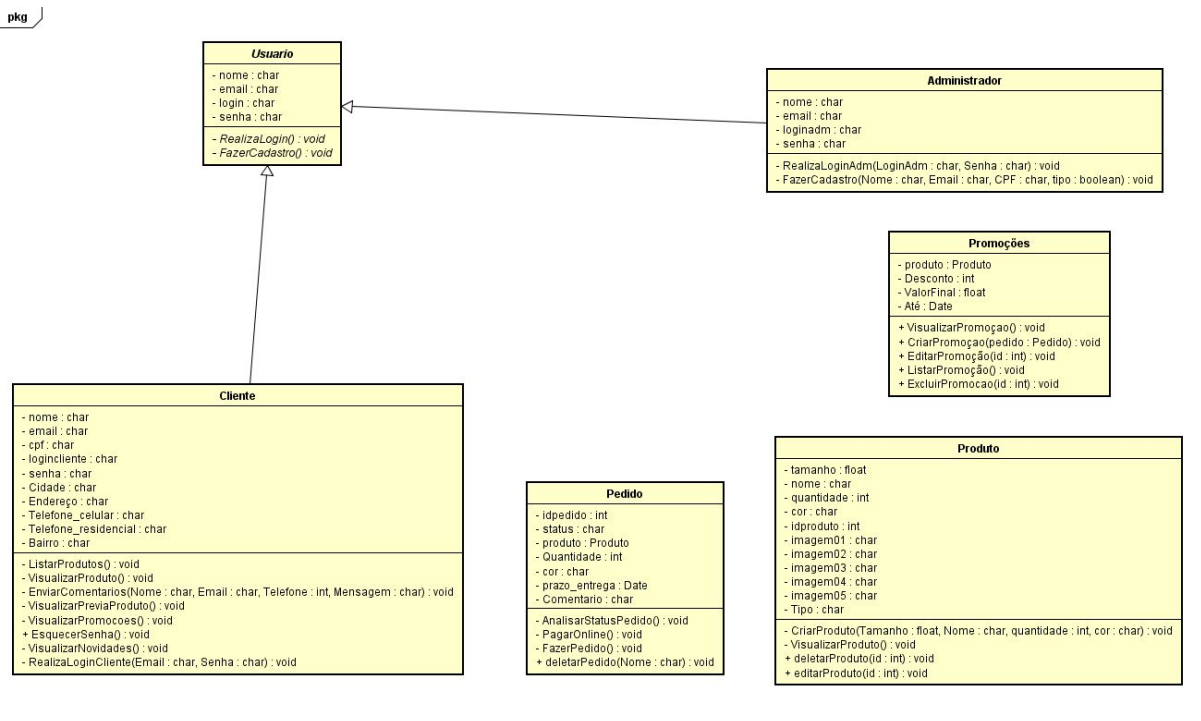 pkg
Usuario
- nome : char
- email : char
- login : char
- senha : char
- RealizaLogin() : void
- FazerCadastro() : void
Administrador
- nome : char
- email : char
- loginadm : char
- senha : char
- RealizaLoginAdm(LoginAdm : char, Senha : char) : void
- FazerCadastro(Nome : char, Email : char, CPF : char, tipo : boolean) : void
Promoções
- produto : Produto
- Desconto : int
- ValorFinal : float
- Até : Date
+ VisualizarPromoçao() : void
+ CriarPromoçao(pedido : Pedido) : void
+ EditarPromoção(id : int) : void
+ ListarPromoção() : void
+ ExcluirPromocao(id : int) : void
Cliente
- nome : char
- email : char
- cpf : char
- logincliente : char
- senha : char
- Cidade : char
- Endereço : char
- Telefone_celular : char
- Telefone_residencial : char
- Bairro : char
- ListarProdutos() : void
- VisualizarProduto() : void
- EnviarComentarios(Nome : char, Email : char, Telefone : int, Mensagem : char) : void
- VisualizarPreviaProduto() : void
- VisualizarPromocoes() : void
+ EsquecerSenha() : void
- VisualizarNovidades() : void
- RealizaLoginCliente(Email : char, Senha : char) : void
Pedido
- idpedido : int
- status : char
- produto : Produto
- Quantidade : int
- cor : char
- prazo_entrega : Date
- Comentario : char
- AnalisarStatusPedido() : void
- PagarOnline() : void
- FazerPedido() : void
+ deletarPedido(Nome : char) : void
Produto
- tamanho : float
- nome : char
- quantidade : int
- cor : char
- idproduto : int
- imagem01 : char
- imagem02 : char
- imagem03 : char
- imagem04 : char
- imagem05 : char
- Tipo : char
- CriarProduto(Tamanho : float, Nome : char, quantidade : int, cor : char) : void
- VisualizarProduto() : void
+ deletarProduto(id : int) : void
+ editarProduto(id : int) : void